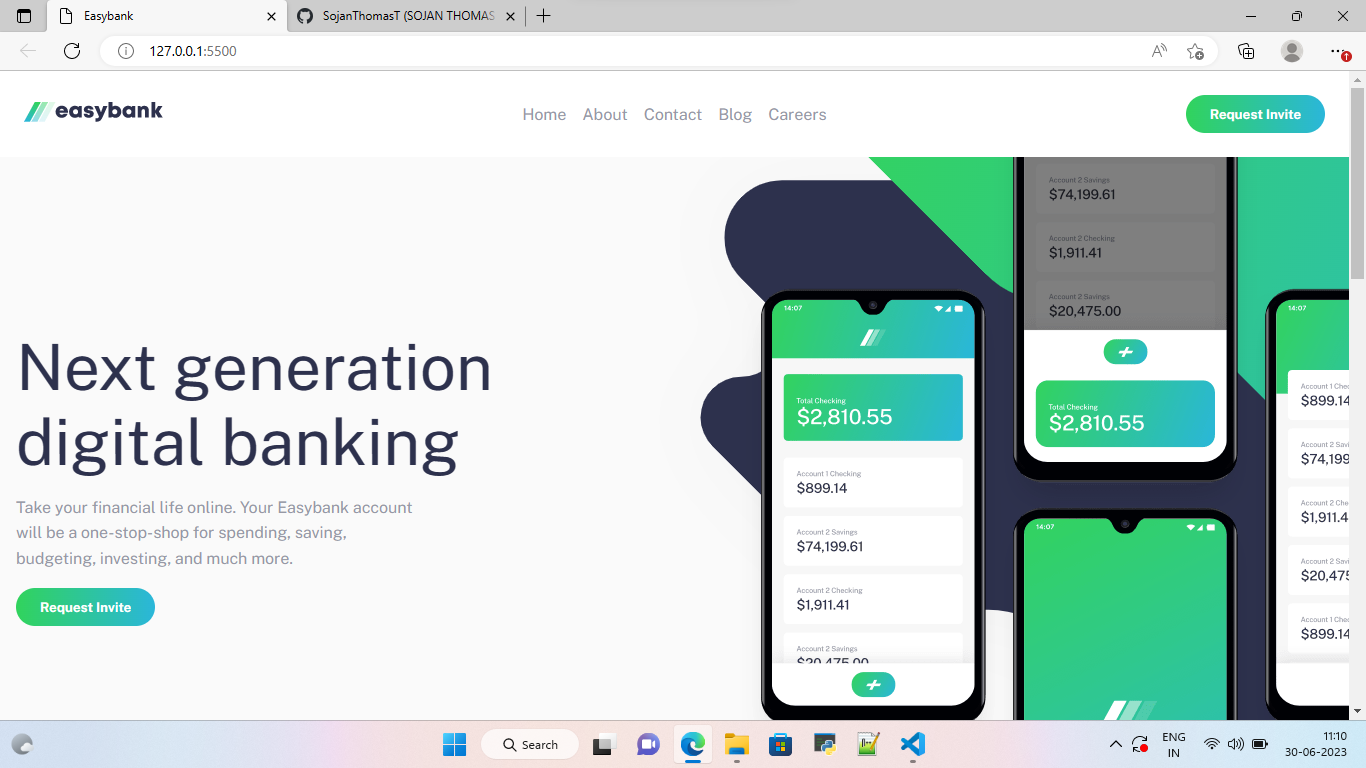 Easybank
SojanThomasT (SOJAN THOMAS
127.0.0.1:5500
easybank
Home About Contact Blog Careers
Request Invite
Next generation
digital banking
Take your financial life online. Your Easybank account
will be a one-stop-shop for spending, saving,
budgeting, investing, and much more.
Request Invite
14:07
Total Checking
$2,810.55
Account 1 Checking
$899.14
Account 2 Savings
$74,199.61
Account 2 Checking
$1,911.41
Account 2 Savings
$20,475.00
Account 2 Savings
$74,199.61
Account 2 Checking
$1,911.41
Account 2 Savings
$20,475.00
Total Checking
$2,810.55
14:07
14:07
Account 1 Chec
$899.14
Account 2 Savi
$74,199
Account 2 Che
$1,911.4
Account 2 Savi
$20,475
Account 1 Chec
$899.14
Search
ENG
IN
11:10
30-06-2023